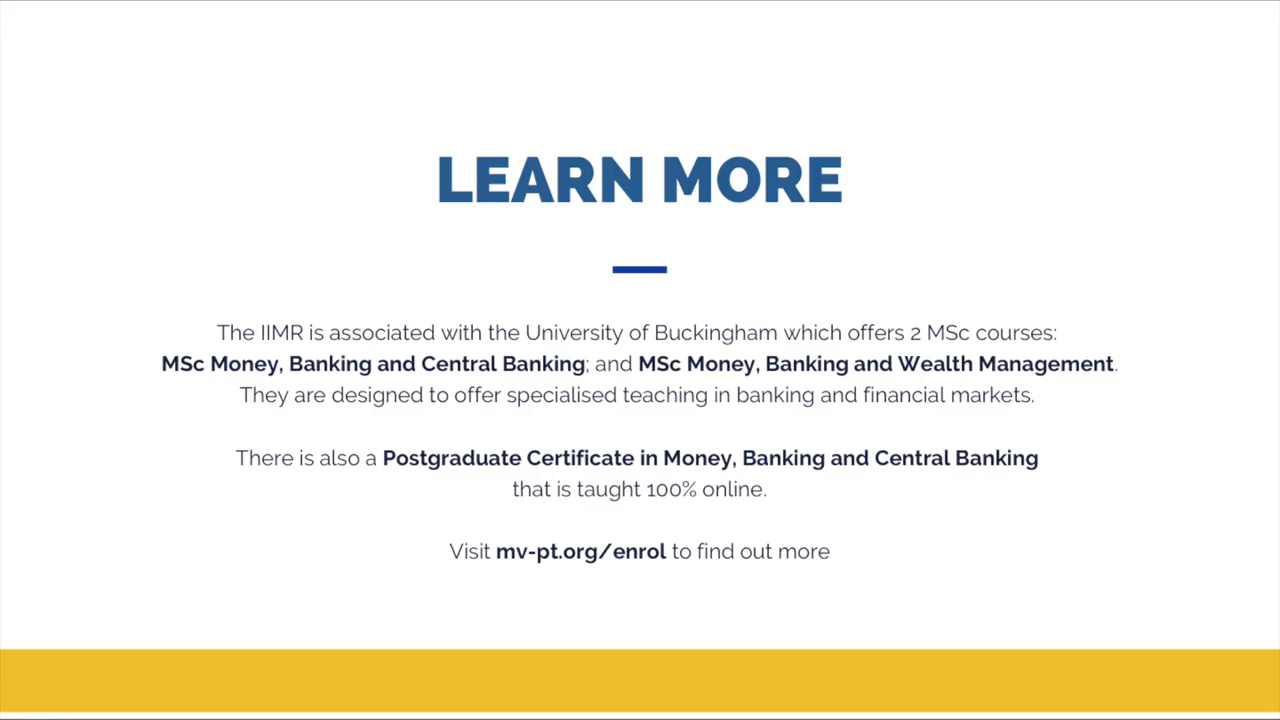 LEARN MORE
The IIMR is associated with the University of Buckingham which offers 2 MSc courses:
MSc Money, Banking and Central Banking; and MSc Money, Banking and Wealth Management.
They are designed to offer specialised teaching in banking and financial markets.
There is also a Postgraduate Certificate in Money, Banking and Central Banking
that is taught 100% online.
Visit mv-pt.org/enrol to find out more